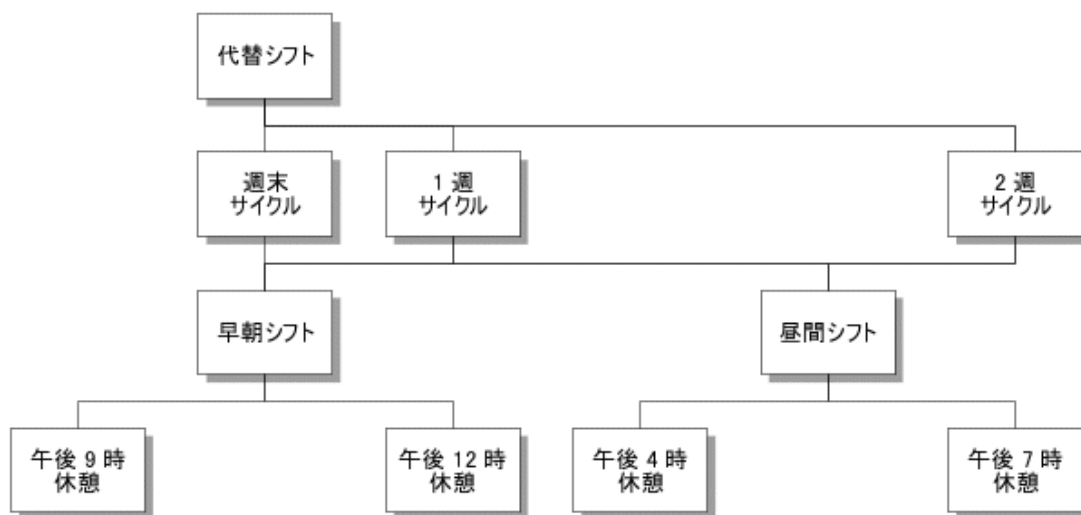 代替シフト
週末
サイクル
1 週
サイクル
2 週
サイクル
早朝シフト
昼間シフト
午後 9 時
休憩
午後 12 時
休憩
午後 4 時
休憩
午後 7 時
休憩